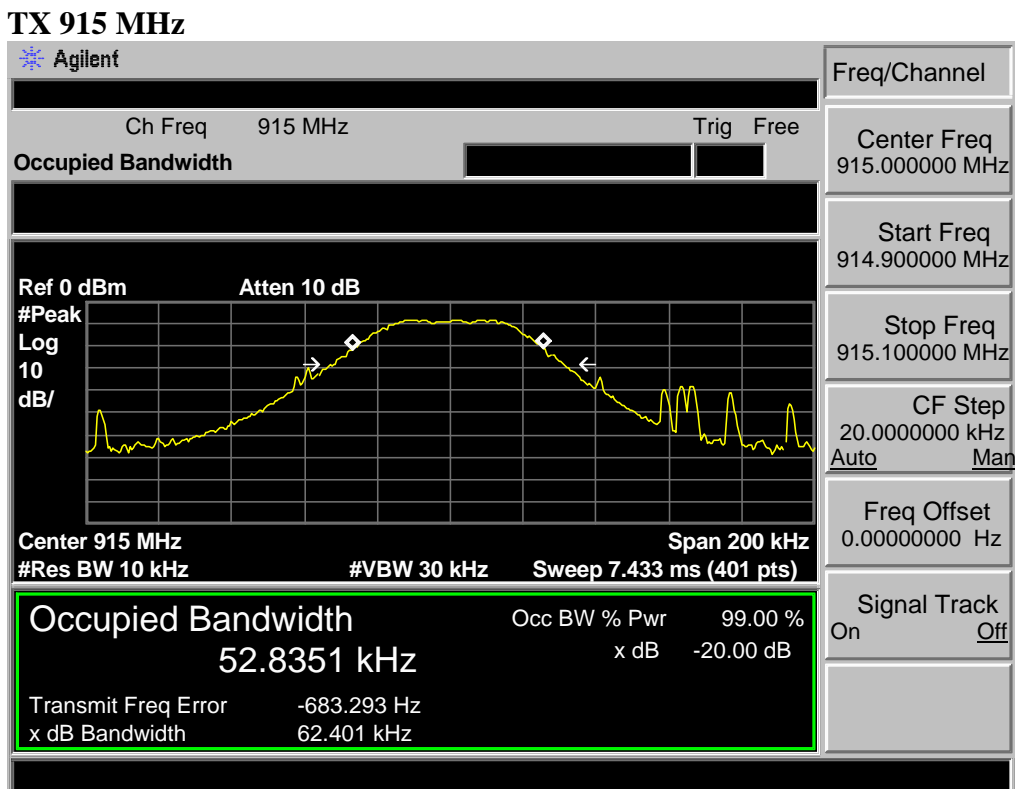 TX 915 MHz
Agilent
Freq/Channel
Ch Freq 915 MHz Trig Free
Occupied Bandwidth
Center Freq
915.000000 MHz
Start Freq
914.900000 MHz
Ref 0 dBm Atten 10 dB
#Peak
Log
10
dB/
Stop Freq
915.100000 MHz
CF Step
20.0000000 kHz
Auto Man
Center 915 MHz Span 200 kHz
#Res BW 10 kHz #VBW 30 kHz Sweep 7.433 ms (401 pts)
Freq Offset
0.00000000 Hz
Occupied Bandwidth Occ BW % Pwr 99.00 %
52.8351 kHz x dB -20.00 dB
Transmit Freq Error -683.293 Hz
x dB Bandwidth 62.401 kHz
Signal Track
On Off